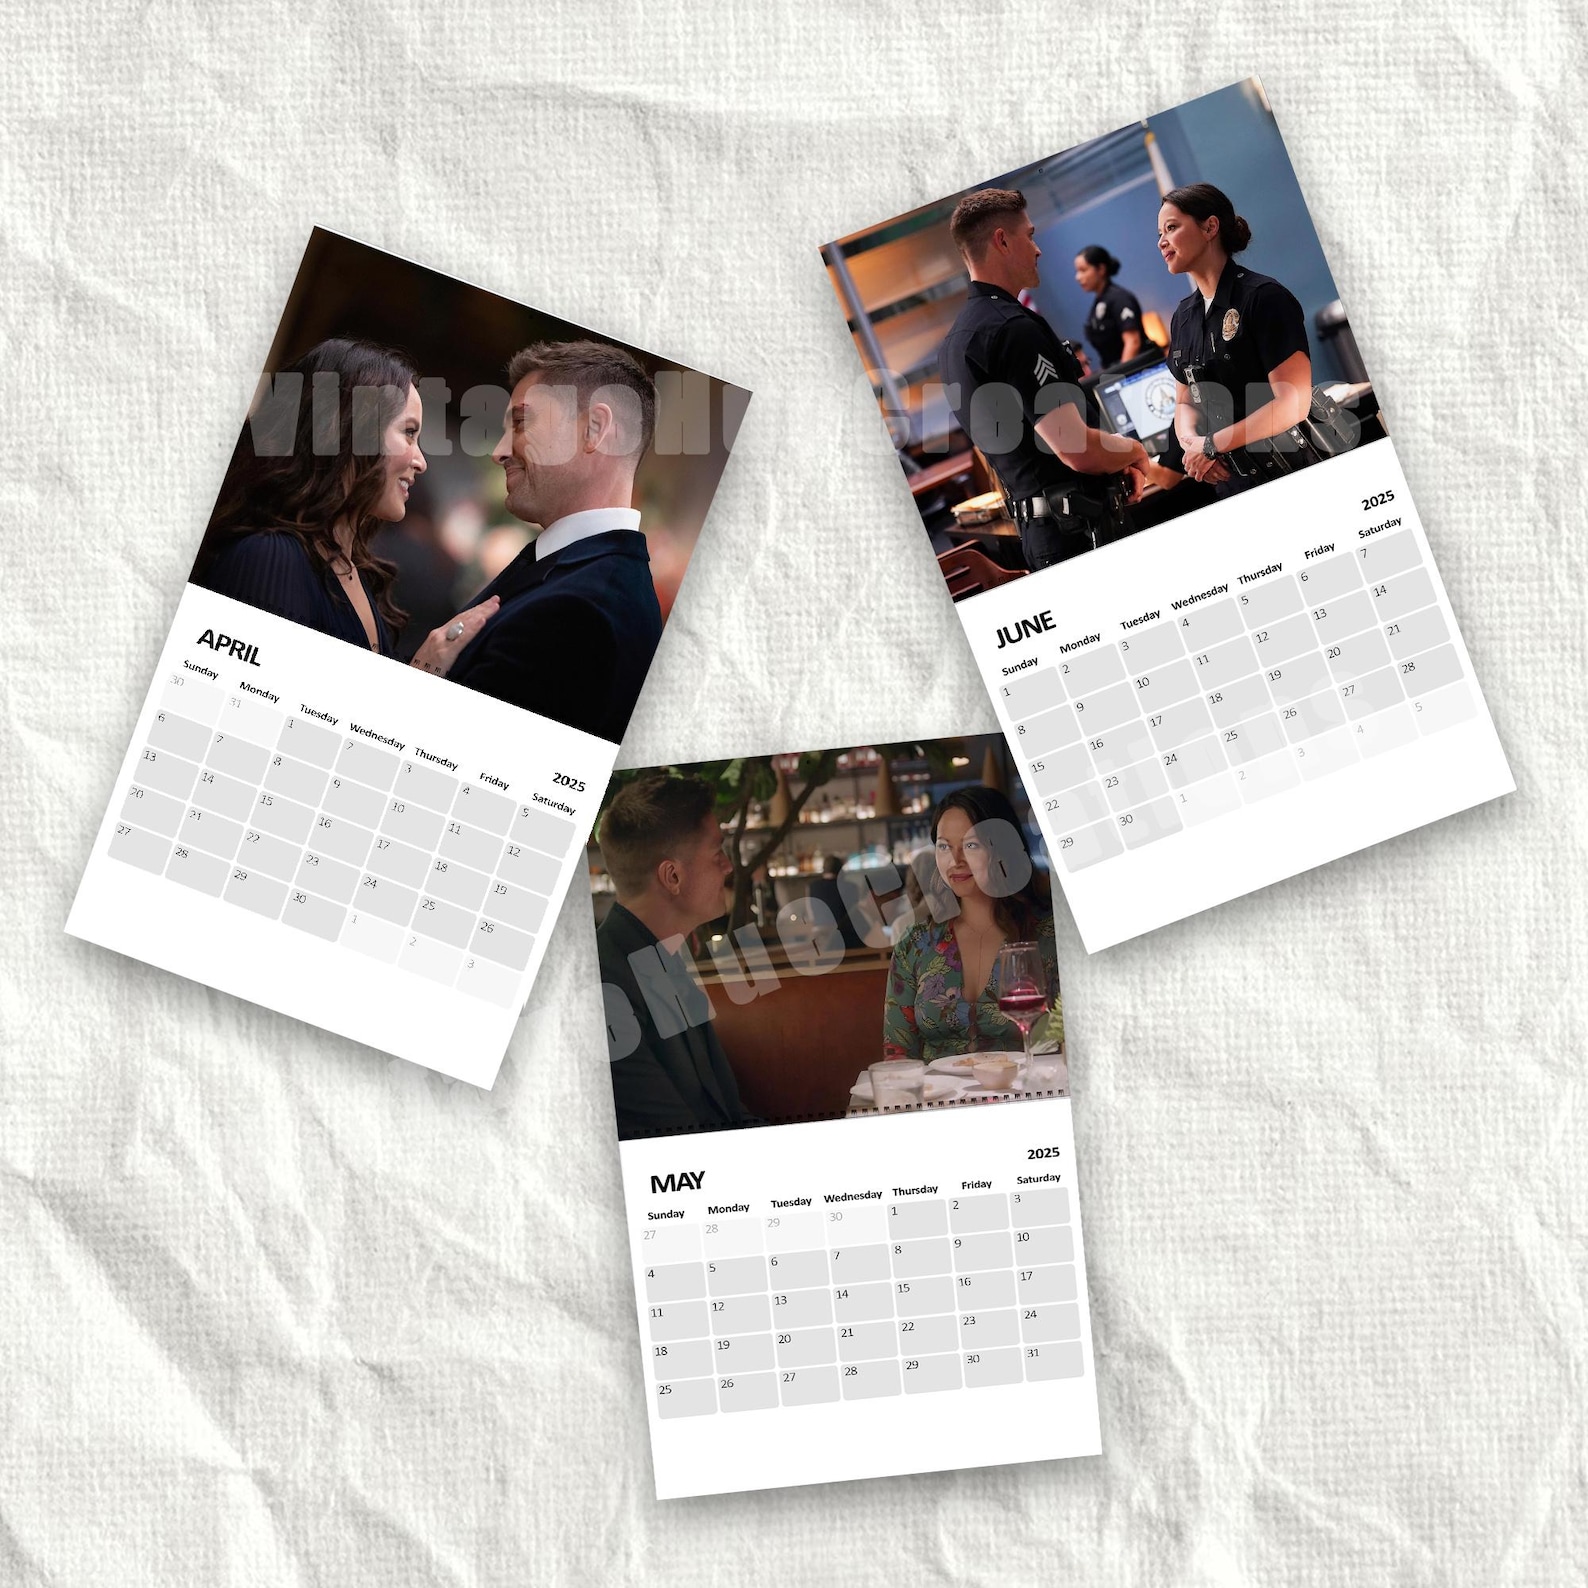 VintageHueCreations
APRIL
2025
Sunday Monday Tuesday Wednesday Thursday Friday Saturday
30 31 1 2 3 4 5
6 7 8 9 10 11 12
13 14 15 16 17 18 19
20 21 22 23 24 25 26
27 28 29 30 1 2 3
JUNE
2025
Sunday Monday Tuesday Wednesday Thursday Friday Saturday
1 2 3 4 5 6 7
8 9 10 11 12 13 14
15 16 17 18 19 20 21
22 23 24 25 26 27 28
29 30 1 2 3 4 5
MAY
2025
Sunday Monday Tuesday Wednesday Thursday Friday Saturday
27 28 29 30 1 2 3
4 5 6 7 8 9 10
11 12 13 14 15 16 17
18 19 20 21 22 23 24
25 26 27 28 29 30 31